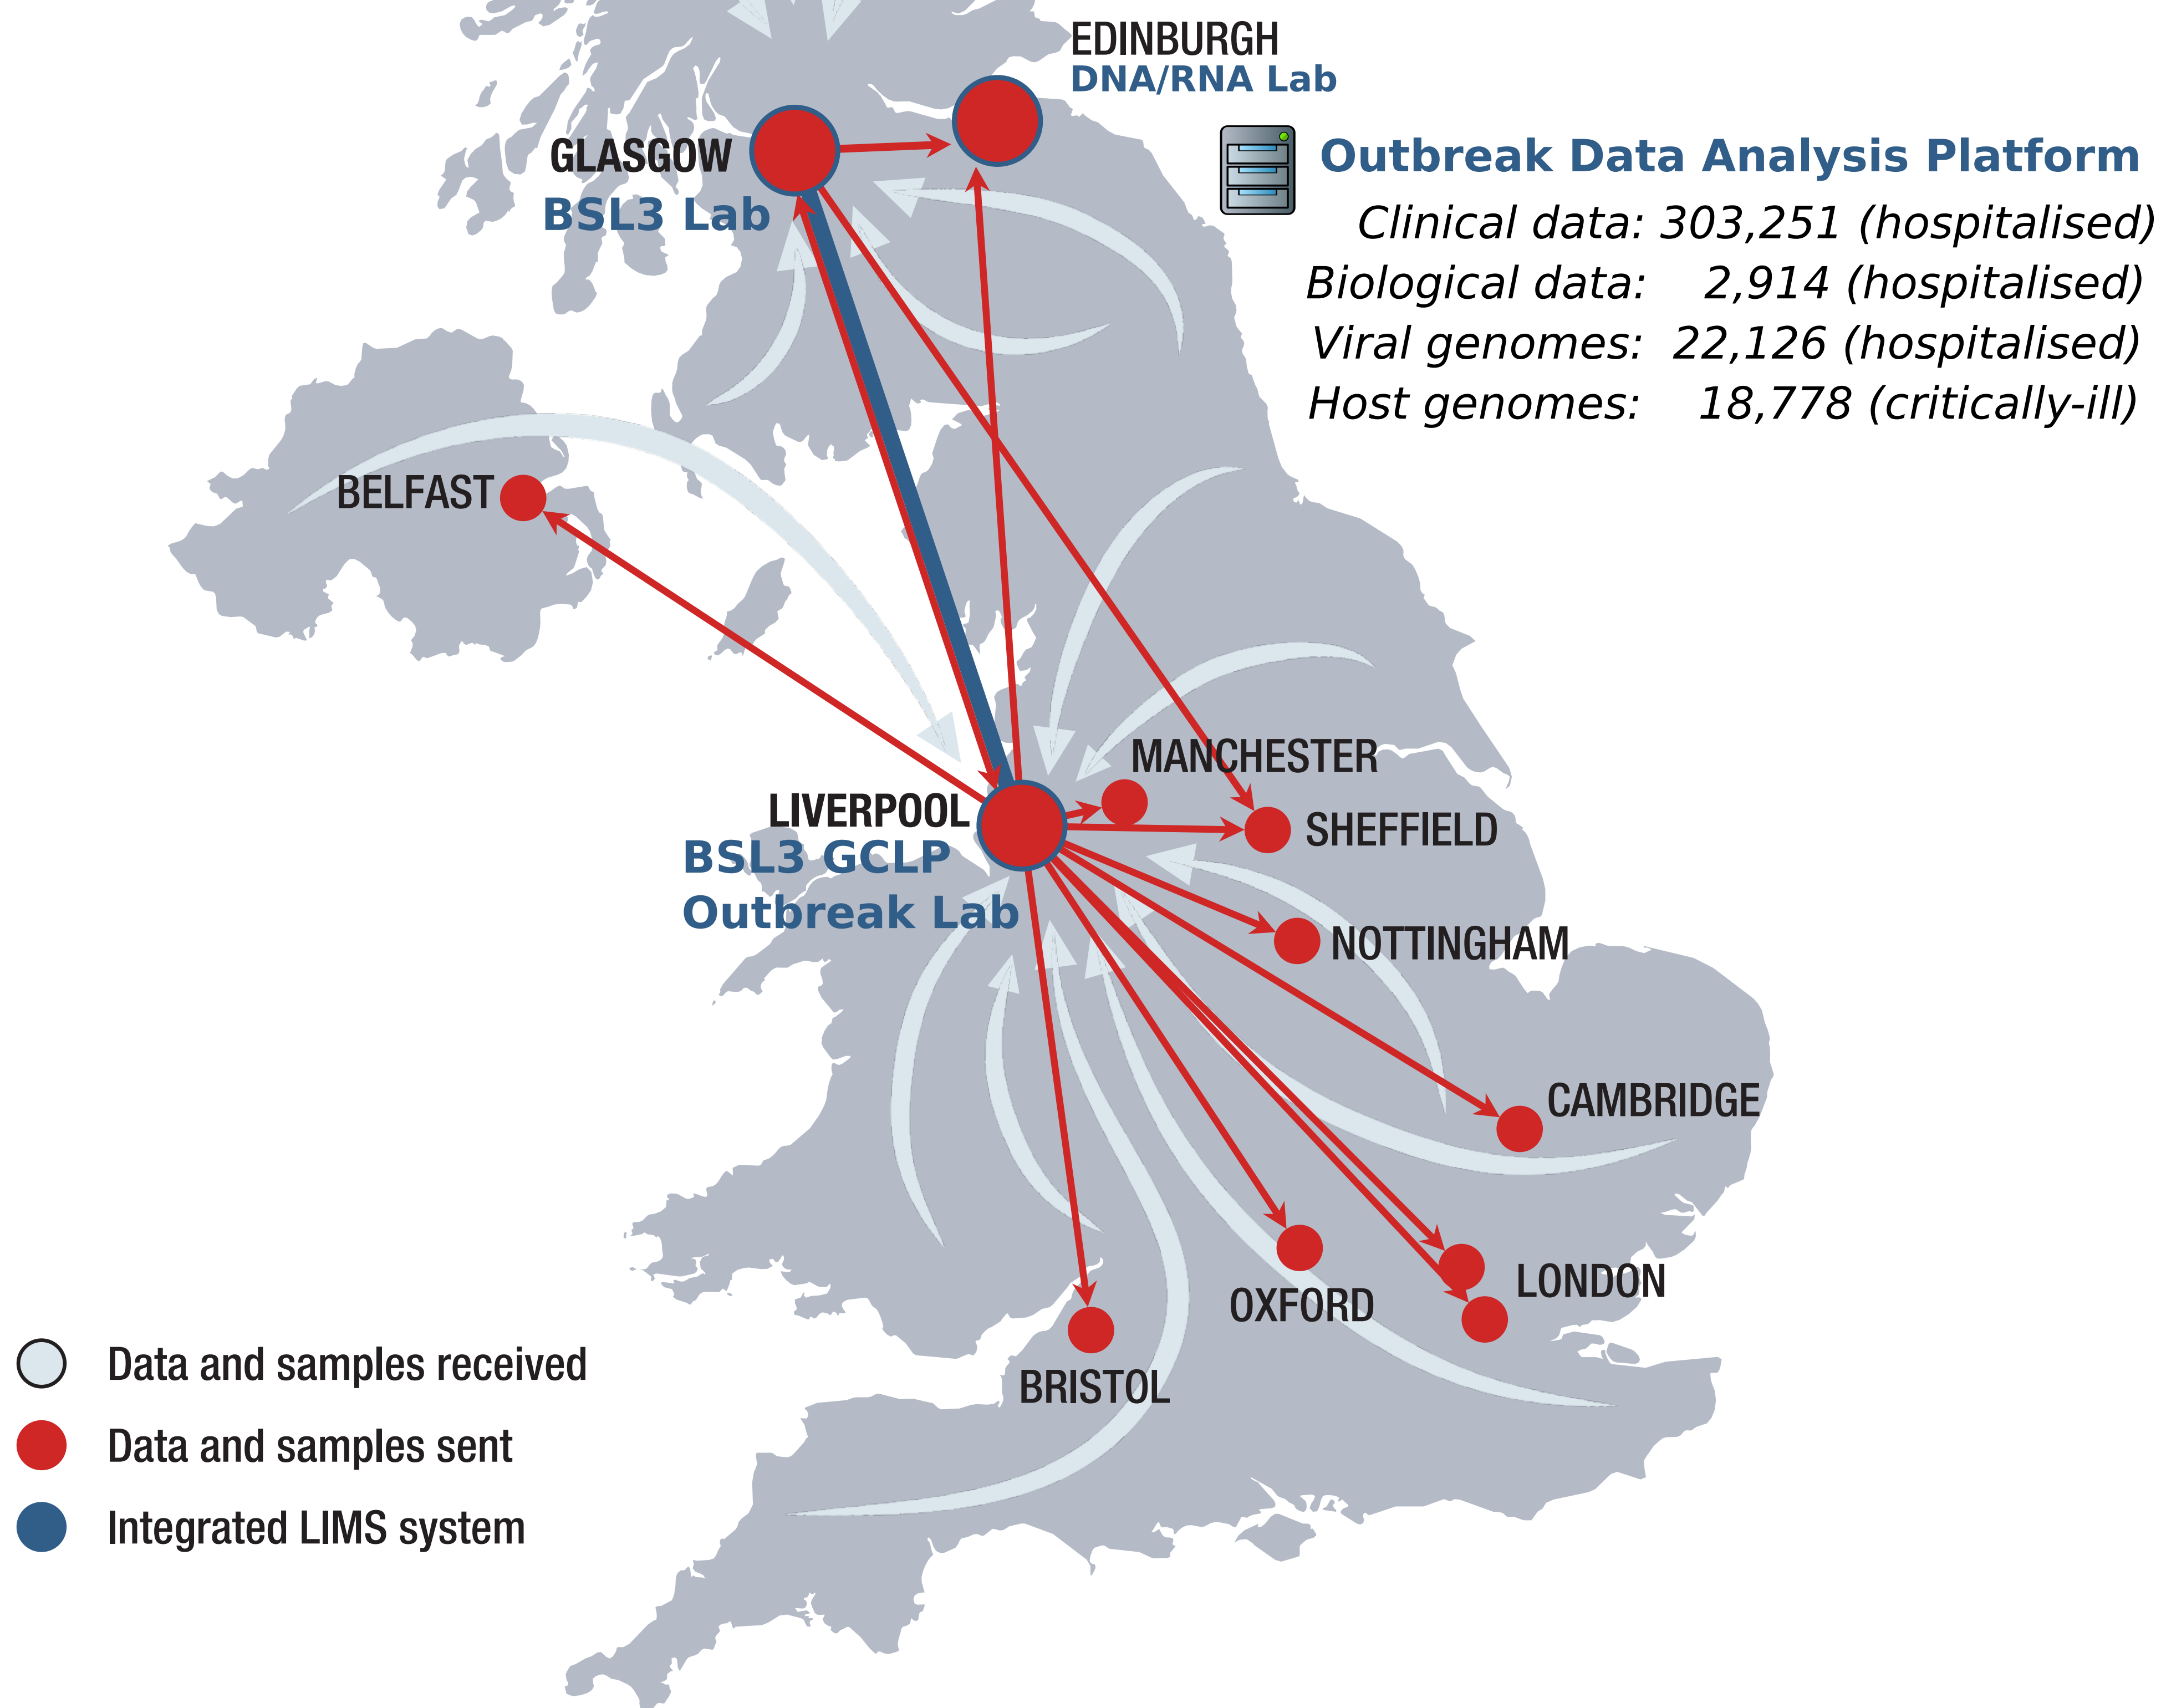 EDINBURGH
DNA/RNA Lab
GLASGOW
BSL3 Lab
Outbreak Data Analysis Platform
Clinical data: 303,251 (hospitalised)
Biological data: 2,914 (hospitalised)
Viral genomes: 22,126 (hospitalised)
Host genomes: 18,778 (critically-ill)
BELFAST
MANCHESTER
LIVERPOOL
BSL3 GCLP
Outbreak Lab
SHEFFIELD
NOTTINGHAM
CAMBRIDGE
LONDON
OXFORD
BRISTOL
Data and samples received
Data and samples sent
Integrated LIMS system